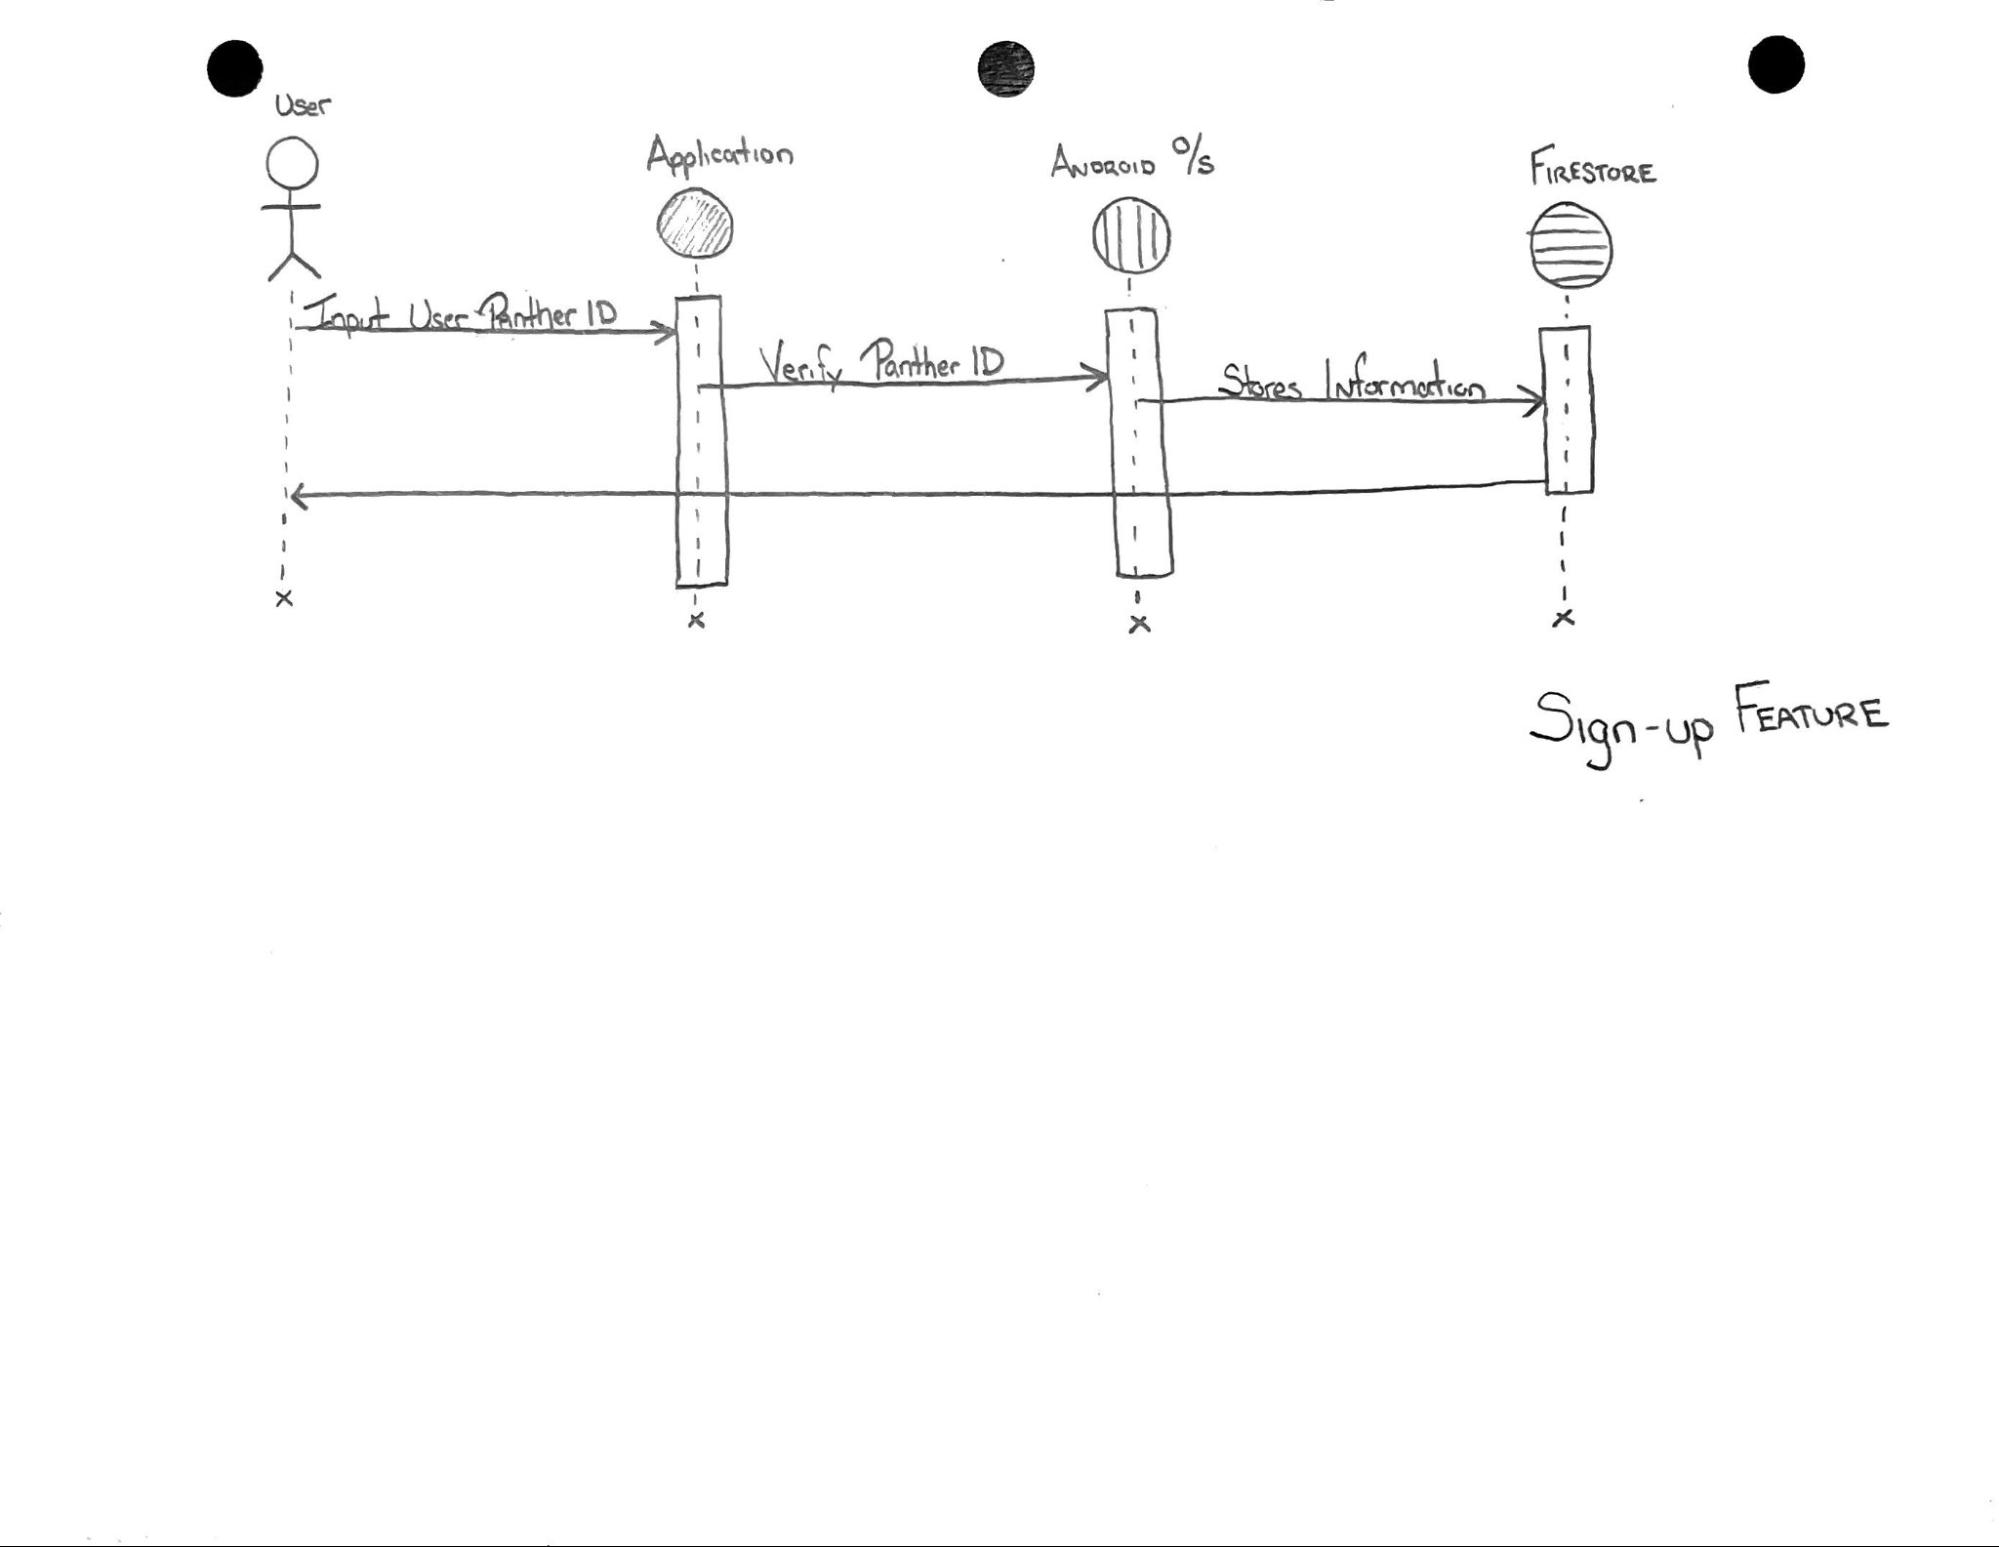 User
Application
Android O/S
Firestore
Input User Panther ID
Verify Panther ID
Stores Information
Sign-up Feature